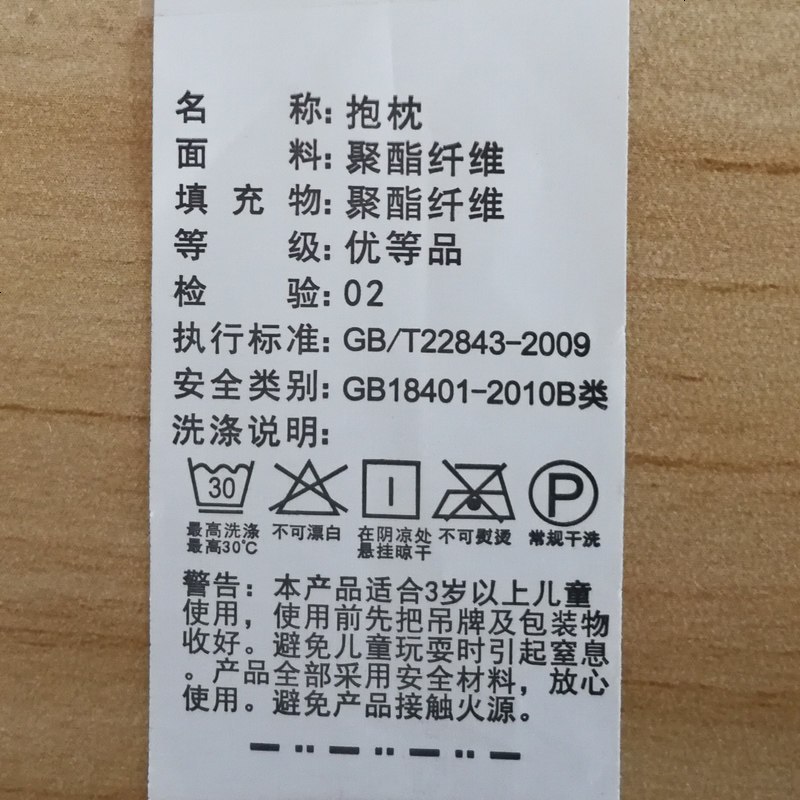 名 称: 抱枕
面 料: 聚酯纤维
填 充 物: 聚酯纤维
等 级: 优等品
检 验: 02
执行标准: GB/T22843-2009
安全类别: GB18401-2010B类
洗涤说明:
30 P
最高洗涤 不可漂白 在阴凉处 不可熨烫 常规干洗
最高30℃ 悬挂晾干
警告: 本产品适合3岁以上儿童
使用，使用前先把吊牌及包装物
收好。避免儿童玩耍时引起窒息
。产品全部采用安全材料，放心
使用。避免产品接触火源。